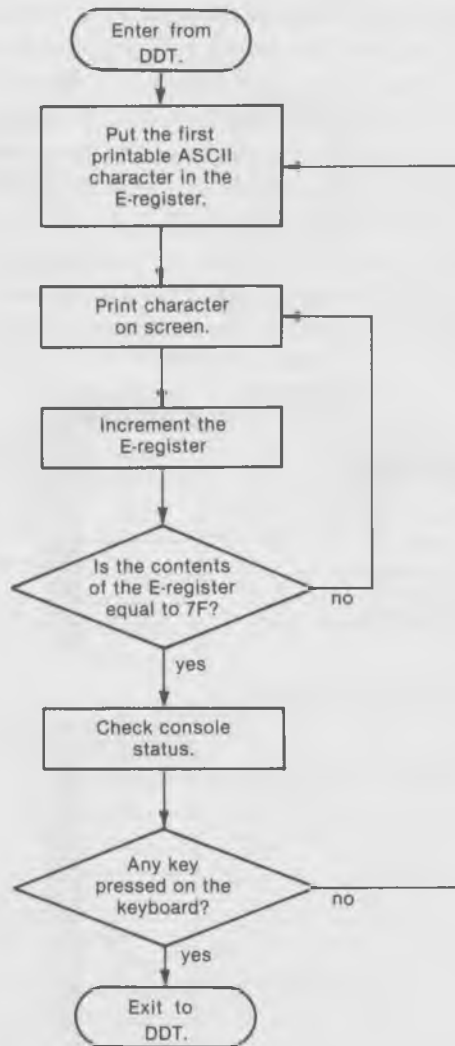 Enter from
DDT.
Put the first
printable ASCII
character in the
E-register.
Print character
on screen.
Increment the
E-register
Is the contents
of the E-register
equal to 7F?
no
yes
Check console
status.
Any key
pressed on the
keyboard?
no
yes
Exit to
DDT.